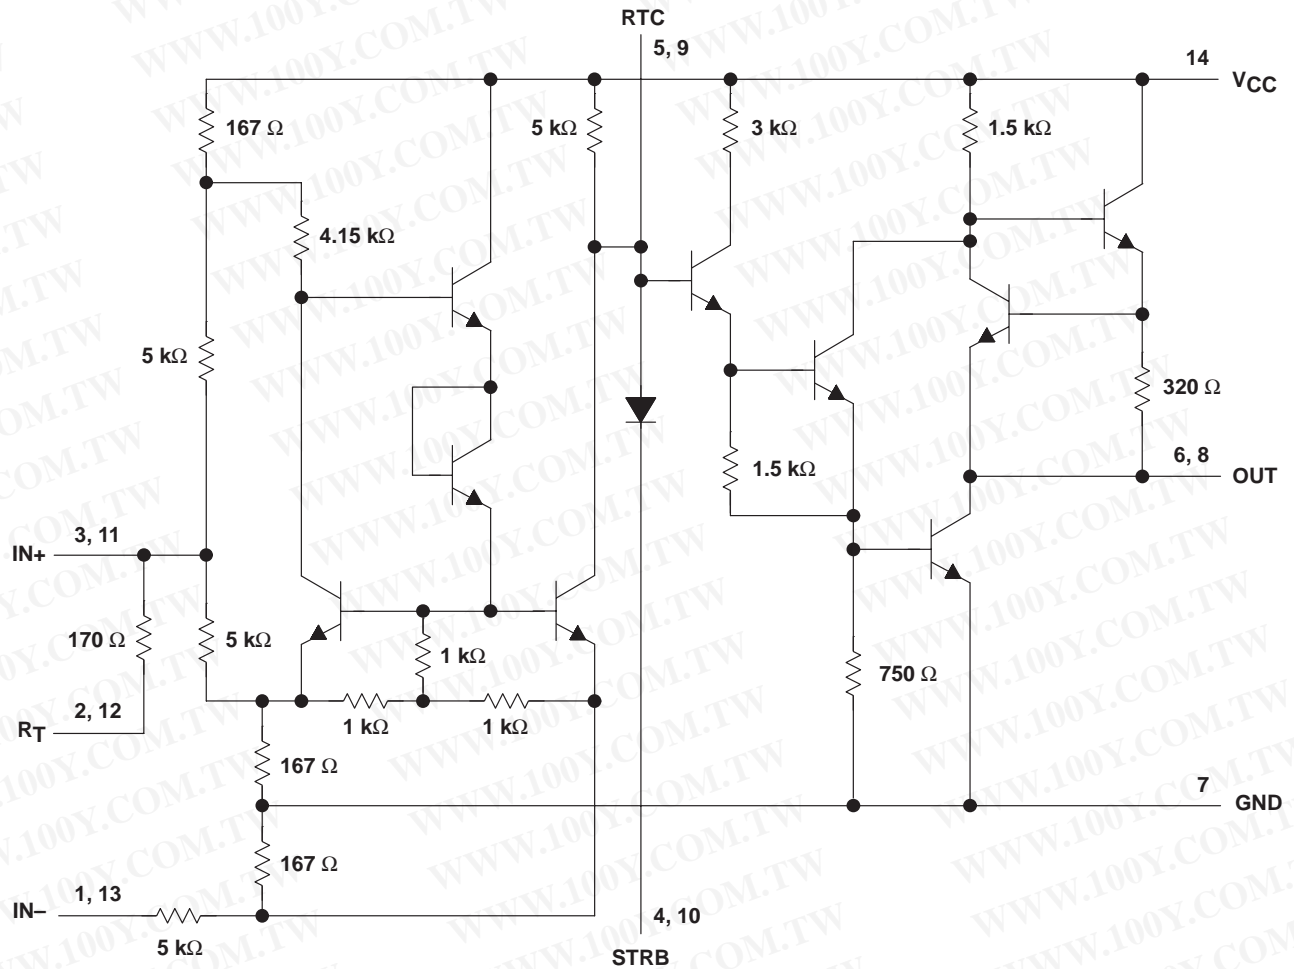 RTC
5, 9
14
VCC
167 Ω
5 kΩ
3 kΩ
1.5 kΩ
4.15 kΩ
5 kΩ
320 Ω
1.5 kΩ
6, 8
OUT
3, 11
IN+
170 Ω
5 kΩ
1 kΩ
2, 12
RT
1 kΩ
1 kΩ
750 Ω
167 Ω
7
GND
167 Ω
1, 13
IN–
5 kΩ
4, 10
STRB
WWW.100Y.COM.TW